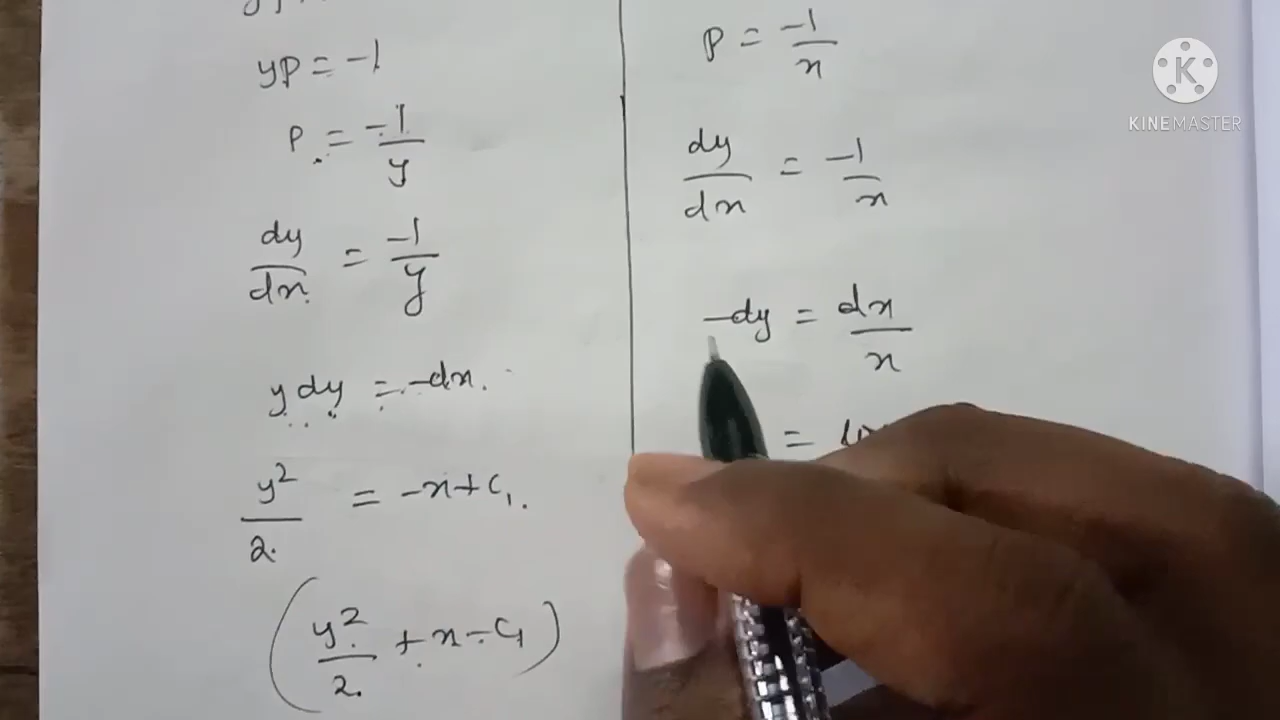 yp = -1
P = -1/y
dy/dx = -1/y
y dy = -dx.
y²/2. = -x + C₁.
(y²/2. + x - C₁)
P = -1/x
dy/dx = -1/x
-dy = dx/x
=
K
KINEMASTER